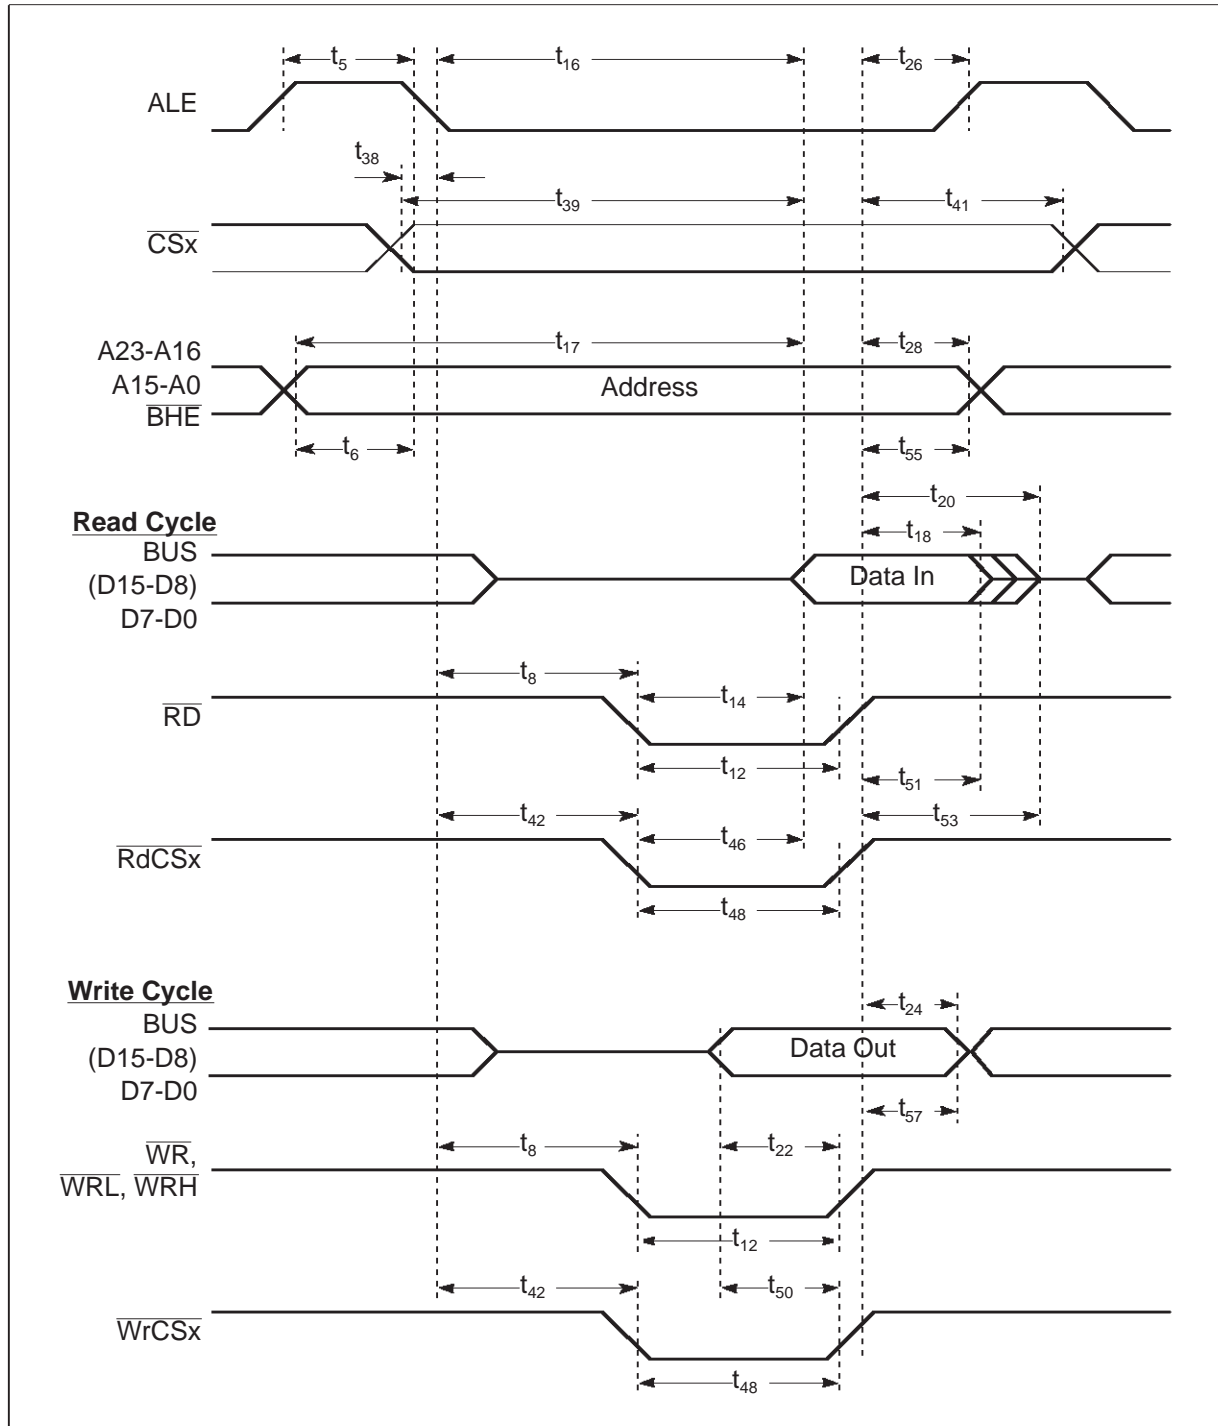 t5 t16 t26
ALE
t38
t39 t41
CSx
t17 t28
A23-A16
A15-A0
BHE
Address
t6 t55
t20
Read Cycle
t18
BUS
(D15-D8)
D7-D0
Data In
t8
t14
RD
t12 t51
t42 t53
t46
RdCSx
t48
Write Cycle
t24
BUS
(D15-D8)
D7-D0
Data Out
t57
t8 t22
WR,
WRL, WRH
t12
t42 t50
WrCSx
t48